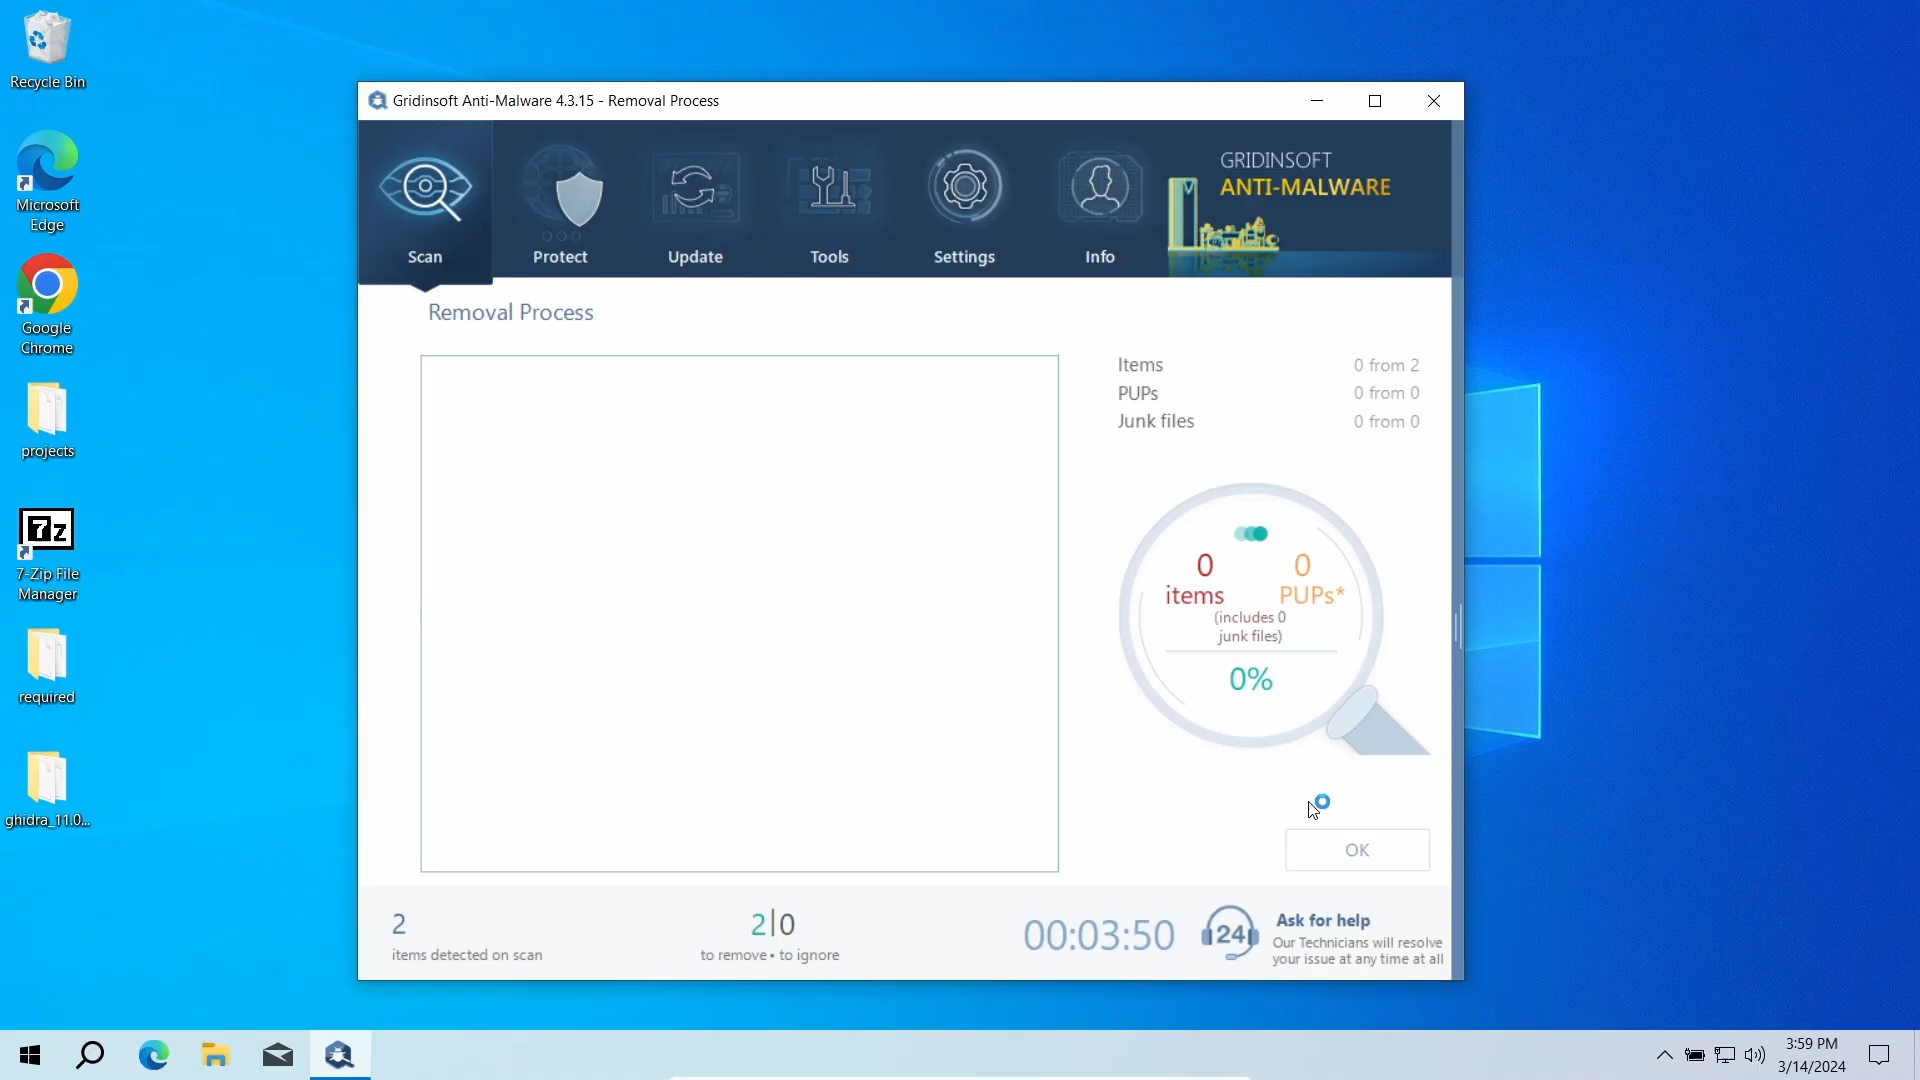 Recycle Bin
Microsoft
Edge
Google
Chrome
projects
7z
7-Zip File
Manager
required
ghidra_11.0...
Gridinsoft Anti-Malware 4.3.15 - Removal Process
Scan
Protect
Update
Tools
Settings
Info
GRIDINSOFT
ANTI-MALWARE
Removal Process
Items 0 from 2
PUPs 0 from 0
Junk files 0 from 0
0 0
items PUPs*
(includes 0
junk files)
0%
OK
2
items detected on scan
2|0
to remove • to ignore
00:03:50
24
Ask for help
Our Technicians will resolve
your issue at any time at all
3:59 PM
3/14/2024